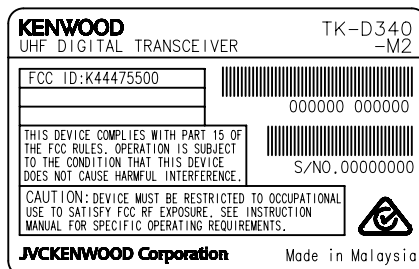 KENWOOD
UHF DIGITAL TRANSCEIVER
TK-D340
-M2
FCC ID:K44475500
000000 000000
THIS DEVICE COMPLIES WITH PART 15 OF
THE FCC RULES. OPERATION IS SUBJECT
TO THE CONDITION THAT THIS DEVICE
DOES NOT CAUSE HARMFUL INTERFERENCE.
S/NO.00000000
CAUTION: DEVICE MUST BE RESTRICTED TO OCCUPATIONAL
USE TO SATISFY FCC RF EXPOSURE. SEE INSTRUCTION
MANUAL FOR SPECIFIC OPERATING REQUIREMENTS.
JVCKENWOOD Corporation
Made in Malaysia